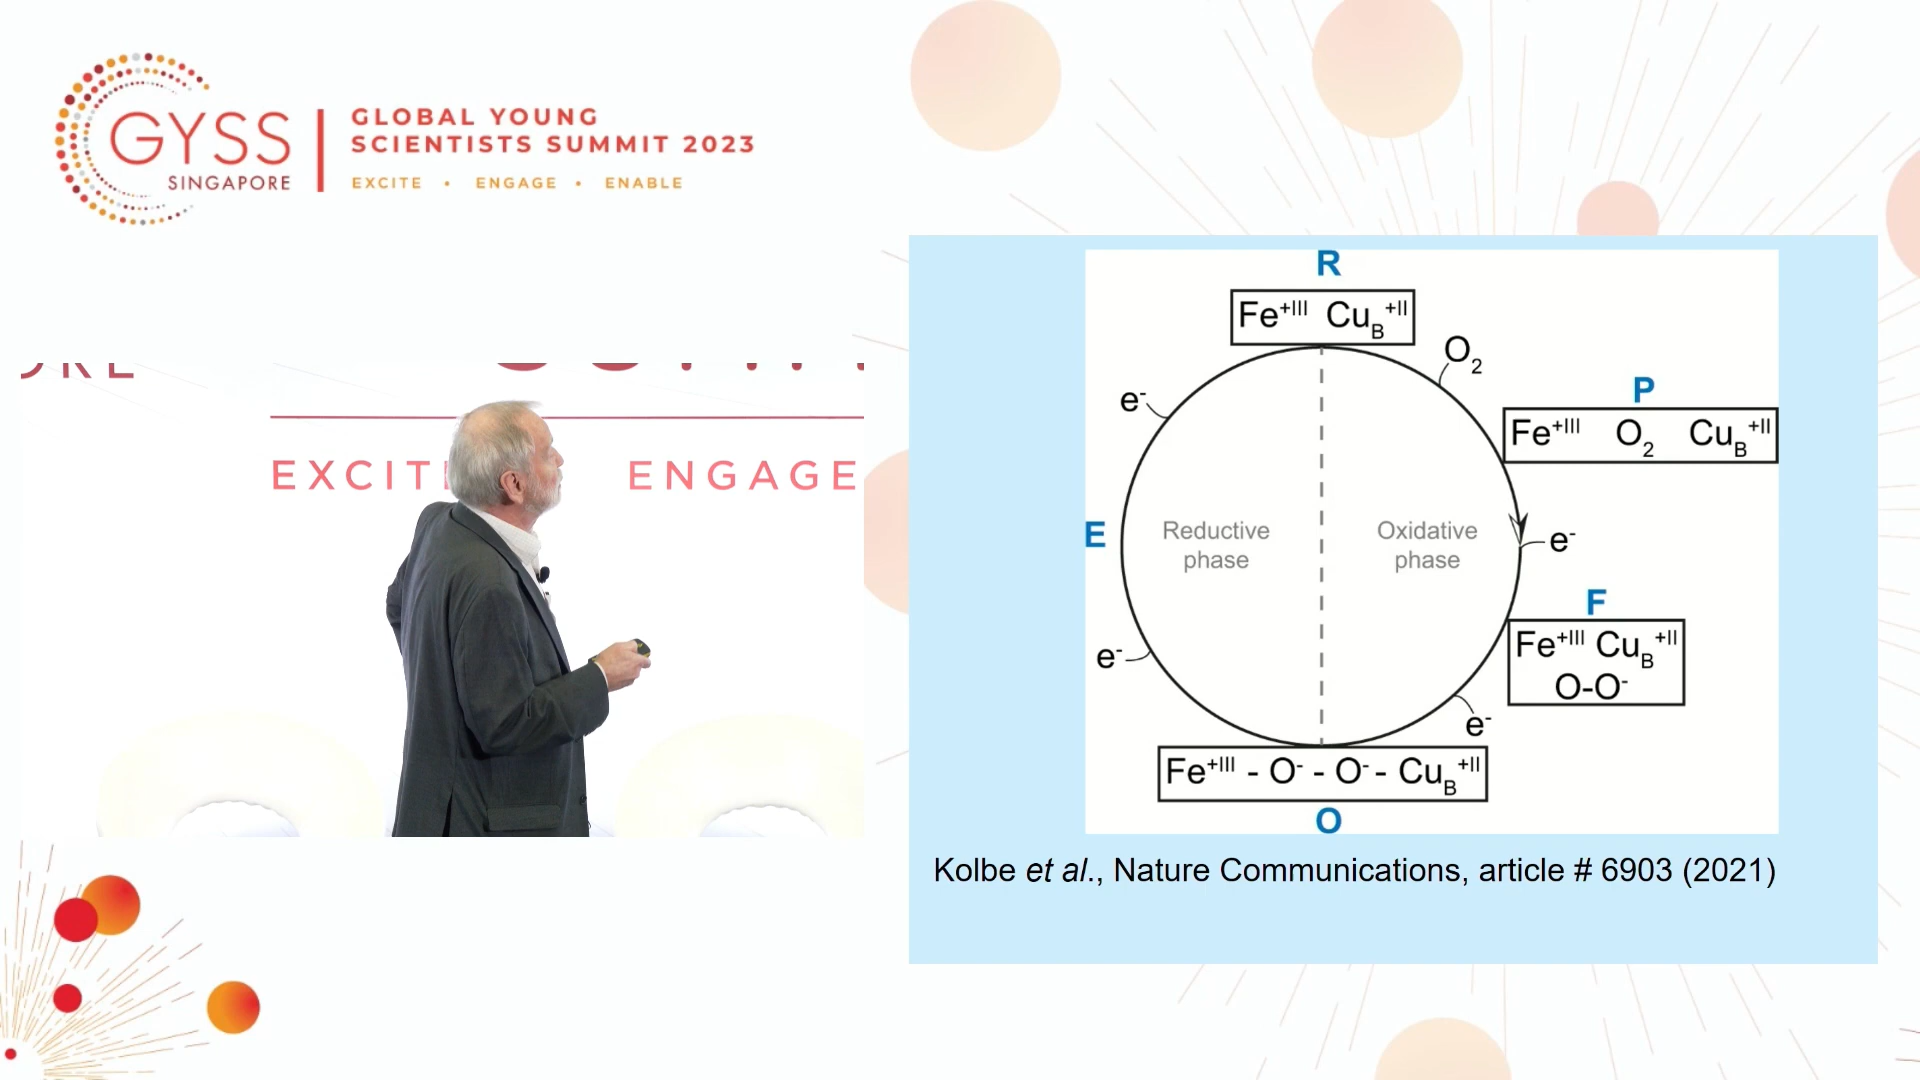 GYSS
SINGAPORE
GLOBAL YOUNG
SCIENTISTS SUMMIT 2023
EXCITE • ENGAGE • ENABLE
EXCIT ENGAGE
R
Fe+III CuB+II
O2
e-
P
Fe+III O2 CuB+II
E
Reductive
phase
Oxidative
phase
e-
F
Fe+III CuB+II
O-O-
e-
e-
Fe+III - O- - O- - CuB+II
O
Kolbe et al., Nature Communications, article # 6903 (2021)